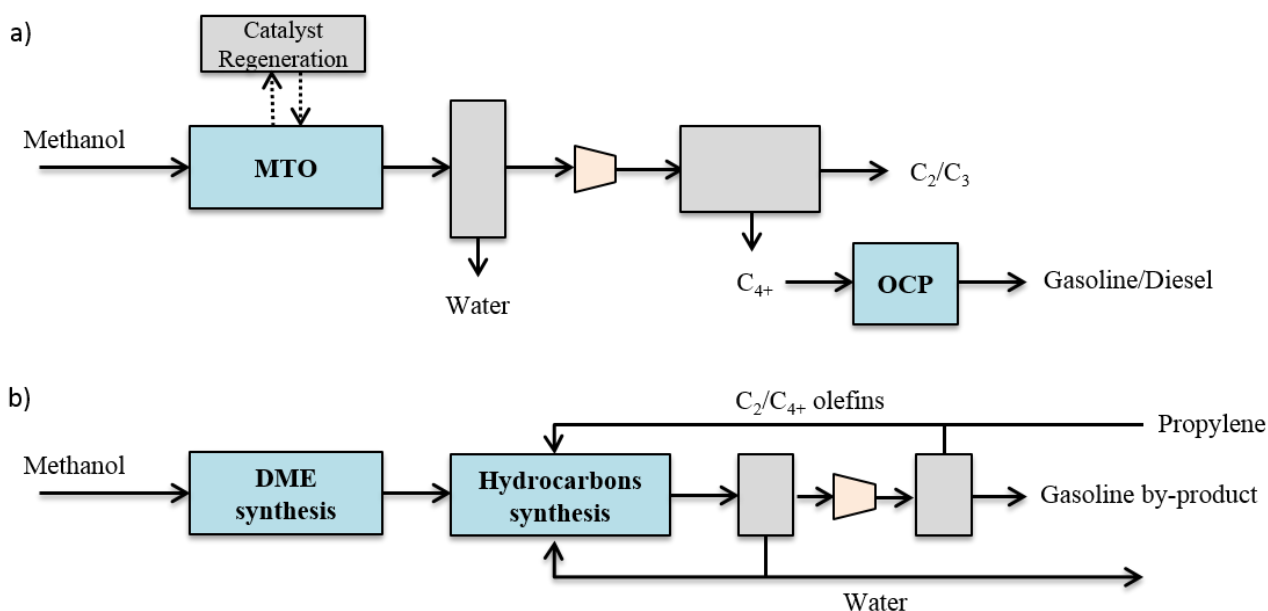 a)
Catalyst
Regeneration
Methanol
MTO
C₂/C₃
C₄₊
OCP
Gasoline/Diesel
Water
b)
C₂/C₄₊ olefins
Propylene
Methanol
DME
synthesis
Hydrocarbons
synthesis
Gasoline by-product
Water